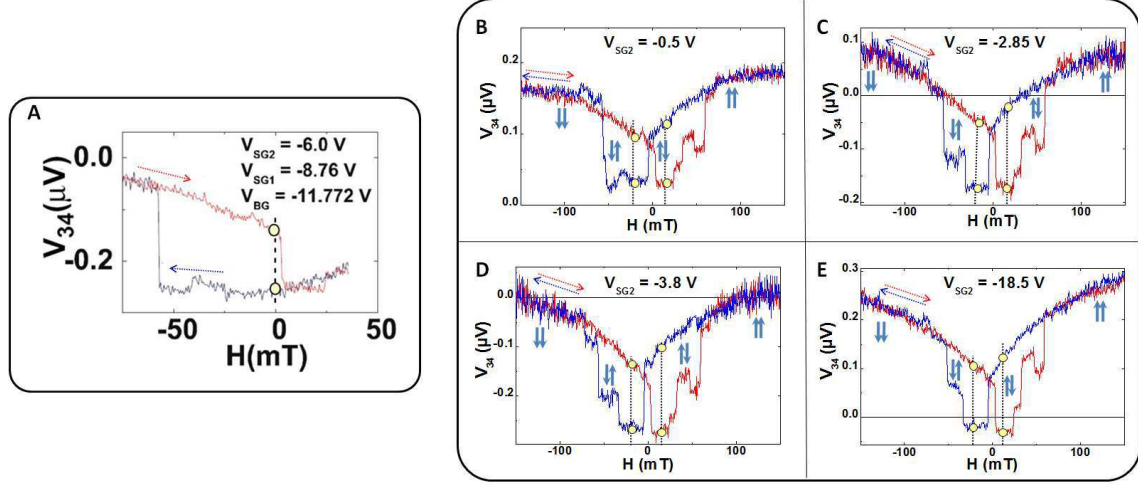 A
0.0
-0.2
V34(μV)
VSG2 = -6.0 V
VSG1 = -8.76 V
VBG = -11.772 V
-50
0
50
H(mT)
B
VSG2 = -0.5 V
0.2
0.1
0.0
V34 (μV)
-100
0
100
H (mT)
C
VSG2 = -2.85 V
0.1
0.0
-0.1
-0.2
V34 (μV)
-100
0
100
H (mT)
D
VSG2 = -3.8 V
0.0
-0.1
-0.2
V34 (μV)
-100
0
100
H (mT)
E
VSG2 = -18.5 V
0.3
0.2
0.1
0.0
V34 (μV)
-100
0
100
H (mT)